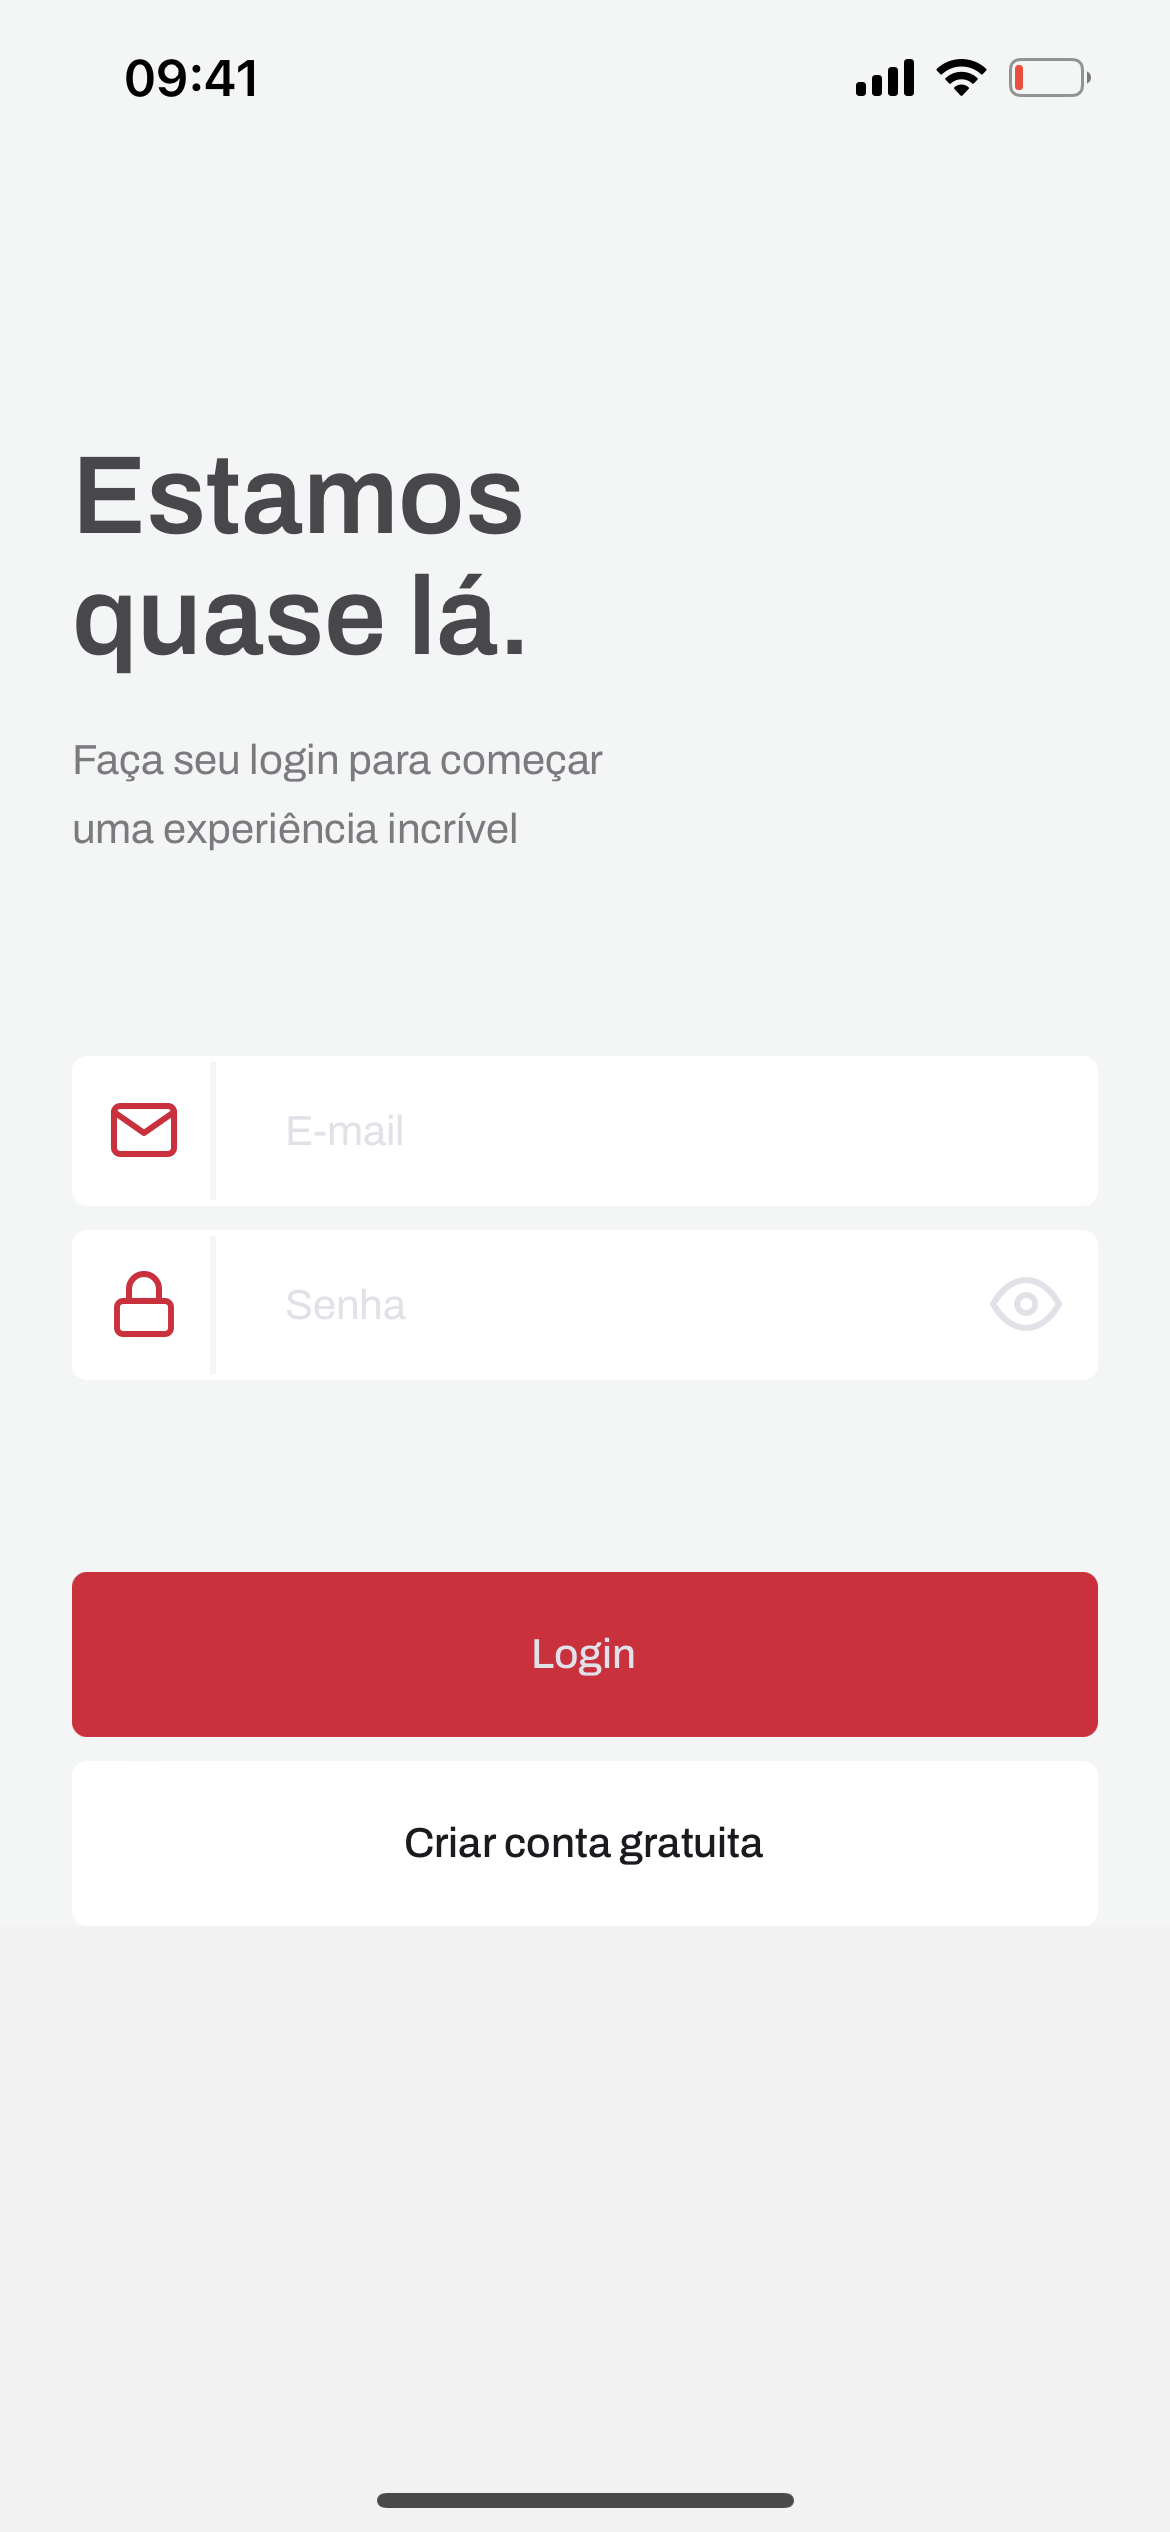 09:41
Estamos
quase lá.
Faça seu login para começar
uma experiência incrível
E-mail
Senha
Login
Criar conta gratuita